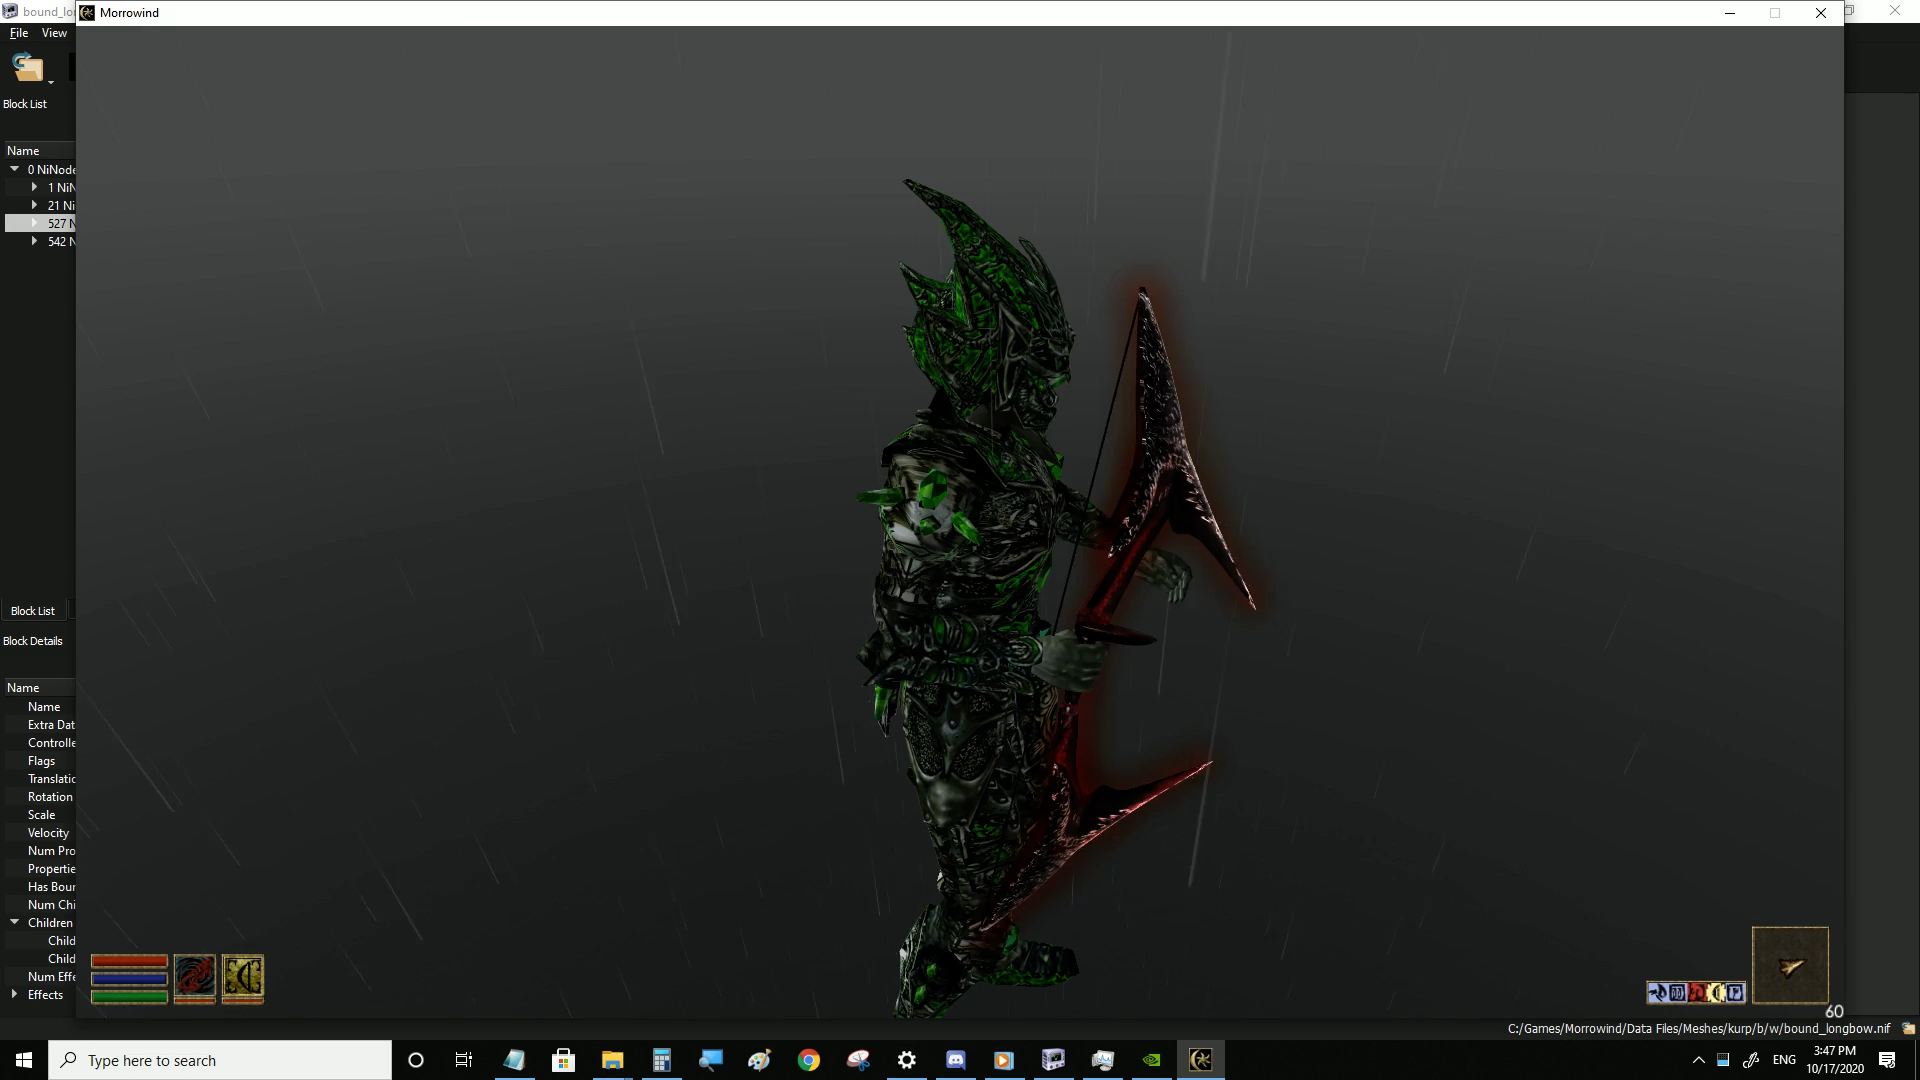 bound_lo
Morrowind
File View
Block List
Name
0 NiNode
1 NiN
21 Ni
527 N
542 N
Block List
Block Details
Name
Name
Extra Dat
Controlle
Flags
Translatic
Rotation
Scale
Velocity
Num Pro
Propertie
Has Bour
Num Chi
Children
Child
Child
Num Effe
Effects
60
C:/Games/Morrowind/Data Files/Meshes/kurp/b/w/bound_longbow.nif
Type here to search
ENG
3:47 PM
10/17/2020